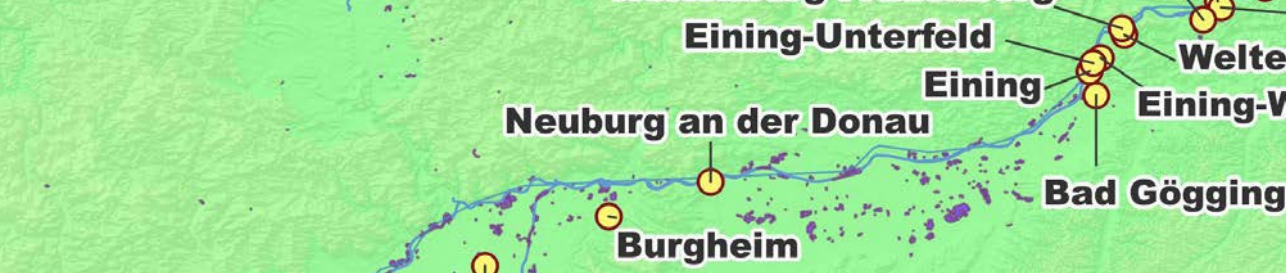 Eining-Unterfeld
Welte
Eining
Eining-W
Neuburg an der Donau
Bad Gögging
Burgheim